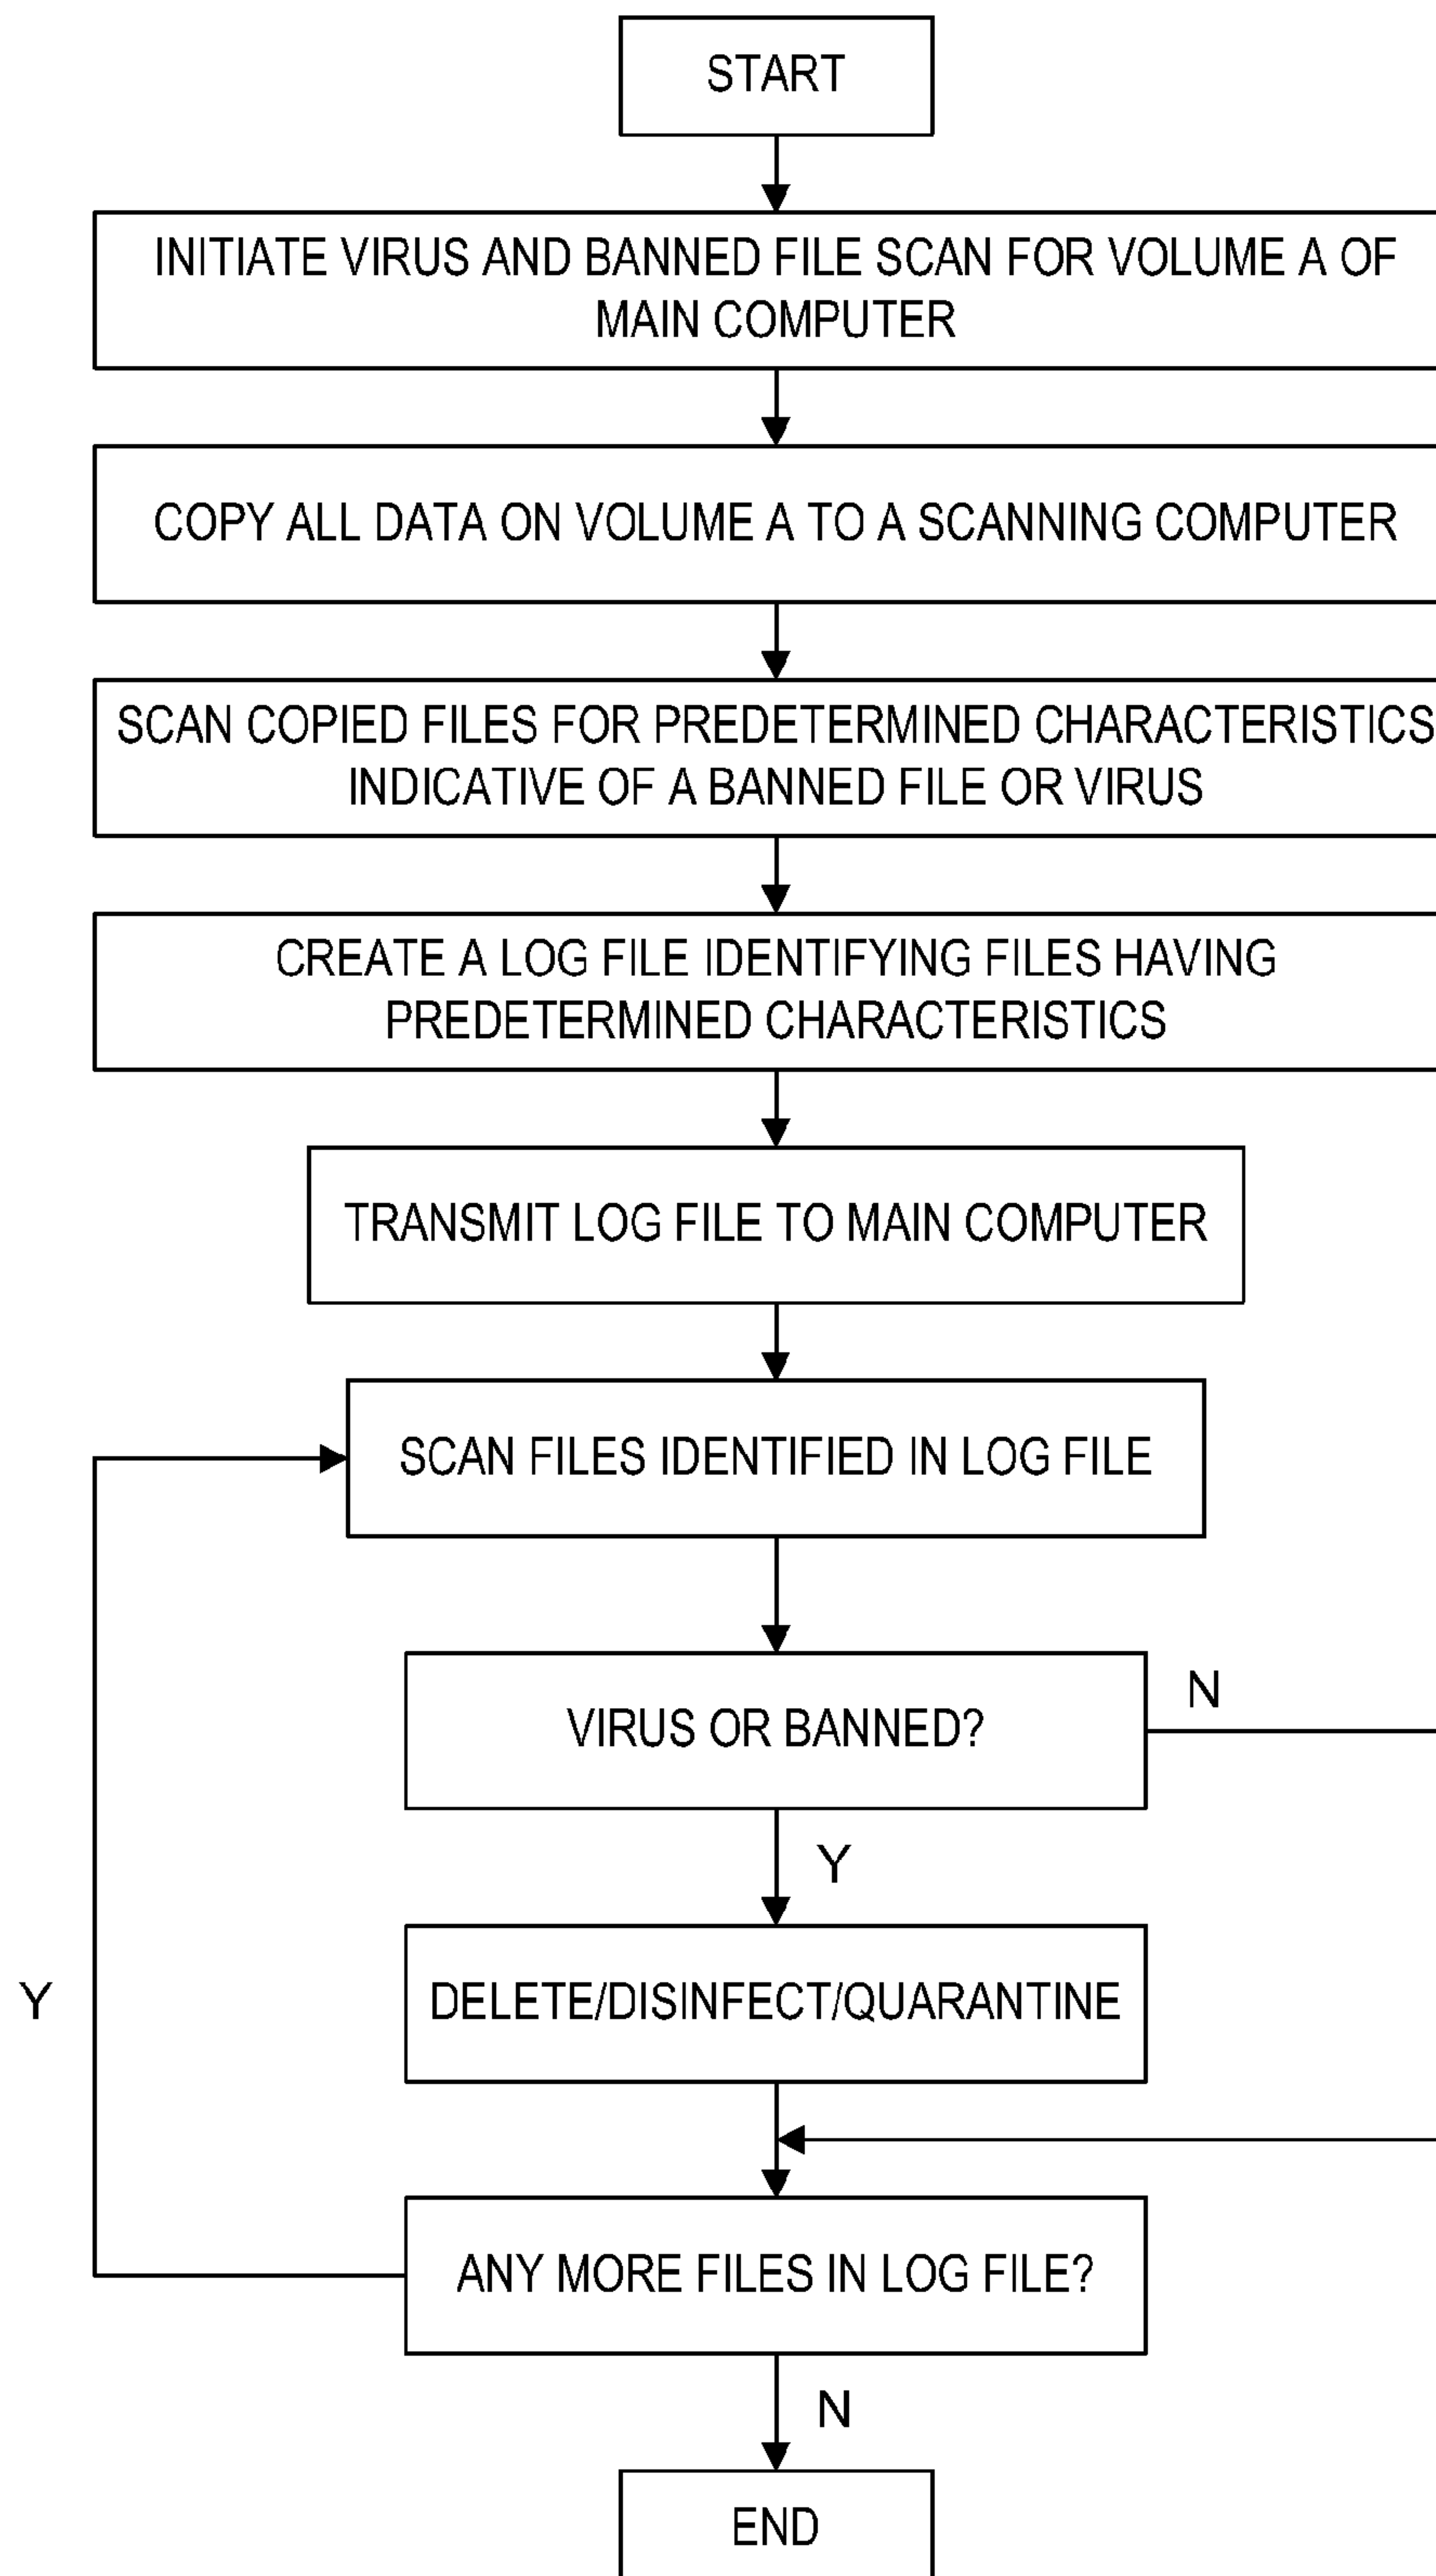 START
INITIATE VIRUS AND BANNED FILE SCAN FOR VOLUME A OF
MAIN COMPUTER
COPY ALL DATA ON VOLUME A TO A SCANNING COMPUTER
SCAN COPIED FILES FOR PREDETERMINED CHARACTERISTICS
INDICATIVE OF A BANNED FILE OR VIRUS
CREATE A LOG FILE IDENTIFYING FILES HAVING
PREDETERMINED CHARACTERISTICS
TRANSMIT LOG FILE TO MAIN COMPUTER
SCAN FILES IDENTIFIED IN LOG FILE
VIRUS OR BANNED?
N
Y
DELETE/DISINFECT/QUARANTINE
Y
ANY MORE FILES IN LOG FILE?
N
END